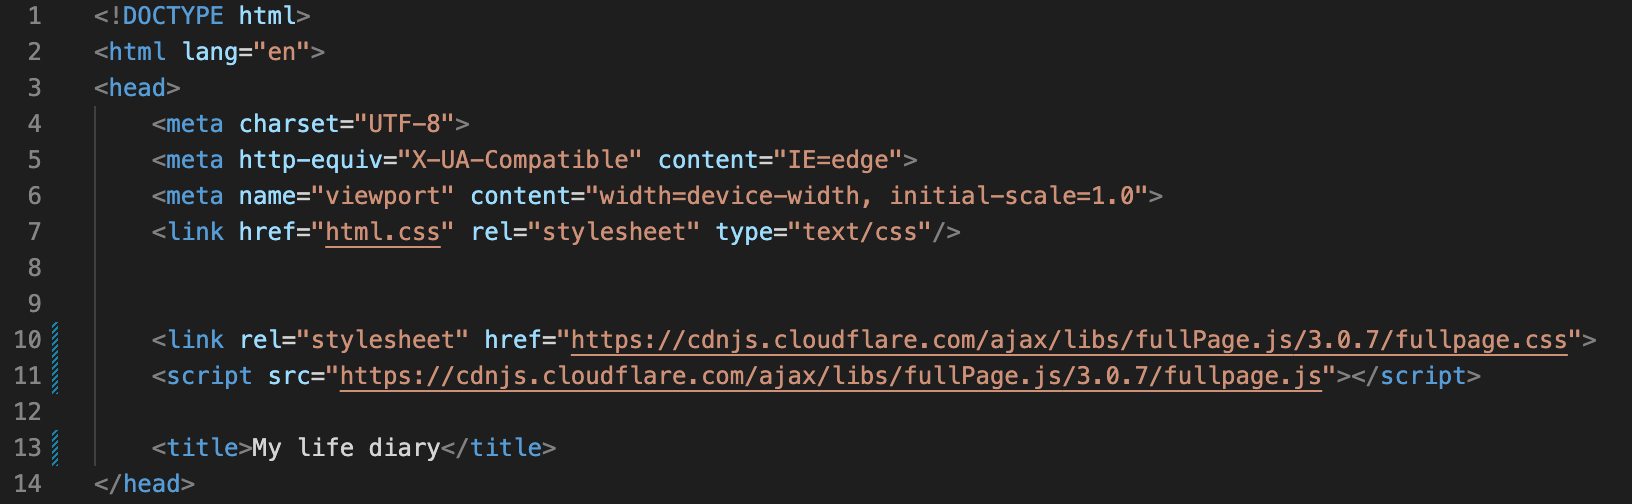 1 <!DOCTYPE html>
2 <html lang="en">
3 <head>
4 <meta charset="UTF-8">
5 <meta http-equiv="X-UA-Compatible" content="IE=edge">
6 <meta name="viewport" content="width=device-width, initial-scale=1.0">
7 <link href="html.css" rel="stylesheet" type="text/css"/>
8
9
10 <link rel="stylesheet" href="https://cdnjs.cloudflare.com/ajax/libs/fullPage.js/3.0.7/fullpage.css">
11 <script src="https://cdnjs.cloudflare.com/ajax/libs/fullPage.js/3.0.7/fullpage.js"></script>
12
13 <title>My life diary</title>
14 </head>